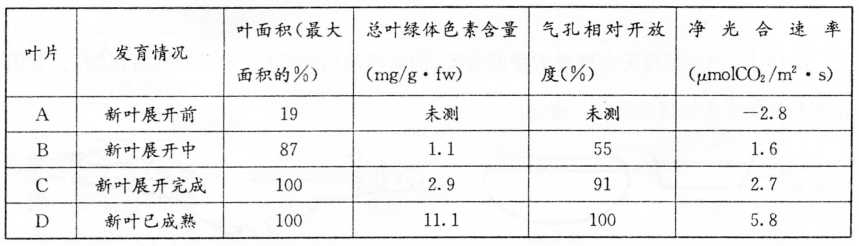 叶片 发育情况 叶面积(最大面积的%) 总叶绿体色素含量(mg/g·fw) 气孔相对开放度(%) 净光合速率(μmolCO₂/m²·s)
A 新叶展开前 19 未测 未测 −2.8
B 新叶展开中 87 1.1 55 1.6
C 新叶展开完成 100 2.9 91 2.7
D 新叶已成熟 100 11.1 100 5.8